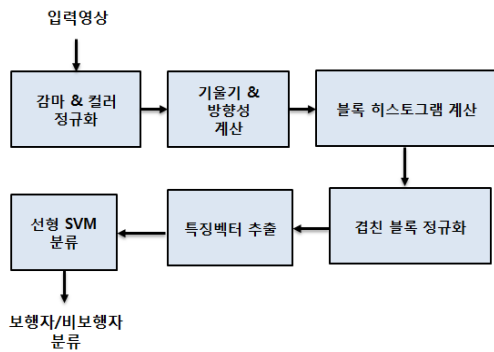 입력영상
감마 & 컬러
정규화
기울기 &
방향성
계산
블록 히스토그램 계산
겹친 블록 정규화
특징벡터 추출
선형 SVM
분류
보행자/비보행자
분류